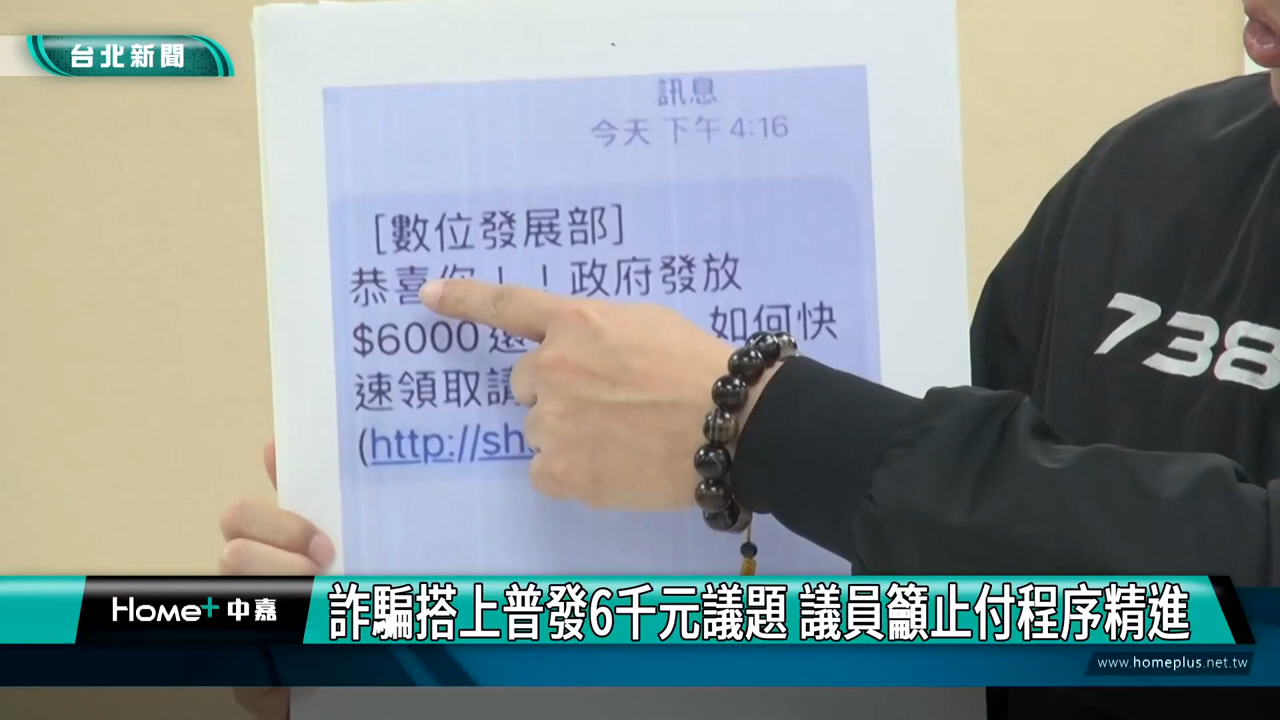 台北新聞
訊息
今天 下午 4:16
[數位發展部]
恭喜你！！政府發放
$6000 如何快
速領取請
(http://sh
738
Home+ 中嘉
詐騙搭上普發6千元議題 議員籲止付程序精進
www.homeplus.net.tw